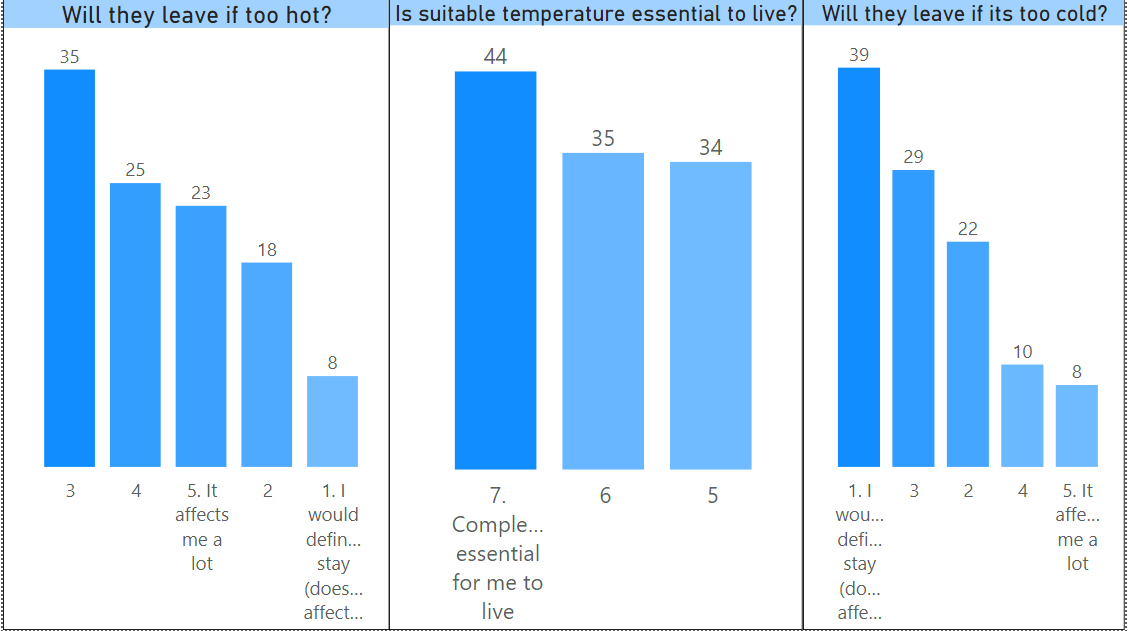 Will they leave if too hot?
35
25
23
18
8
3
4
5. It
affects
me a
lot
2
1. I
would
defin...
stay
(does...
affect...
Is suitable temperature essential to live?
44
35
34
7.
Comple...
essential
for me to
live
6
5
Will they leave if its too cold?
39
29
22
10
8
1. I
wou...
defi...
stay
(do...
affe...
3
2
4
5. It
affe...
me a
lot